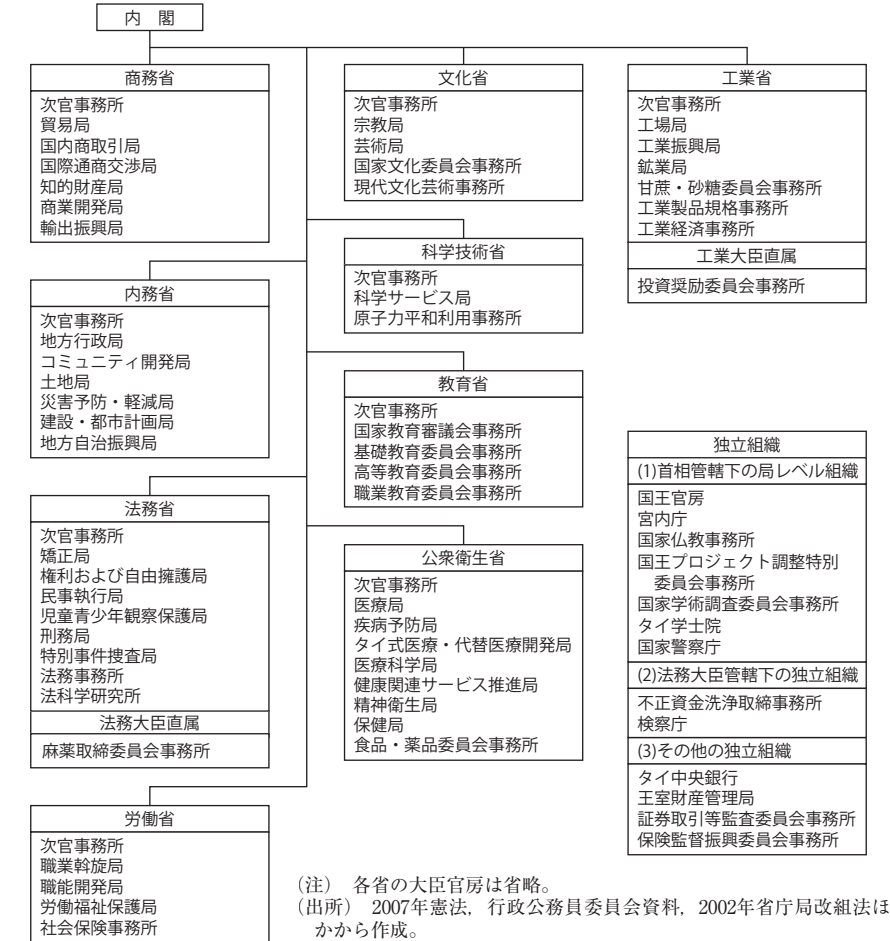 内　閣
商務省
次官事務所
貿易局
国内商取引局
国際通商交渉局
知的財産局
商業開発局
輸出振興局
内務省
次官事務所
地方行政局
コミュニティ開発局
土地局
災害予防・軽減局
建設・都市計画局
地方自治振興局
法務省
次官事務所
矯正局
権利および自由擁護局
民事執行局
児童青少年観察保護局
刑務局
特別事件捜査局
法務事務所
法科学研究所
法務大臣直属
麻薬取締委員会事務所
労働省
次官事務所
職業斡旋局
職能開発局
労働福祉保護局
社会保険事務所
文化省
次官事務所
宗教局
芸術局
国家文化委員会事務所
現代文化芸術事務所
科学技術省
次官事務所
科学サービス局
原子力平和利用事務所
教育省
次官事務所
国家教育審議会事務所
基礎教育委員会事務所
高等教育委員会事務所
職業教育委員会事務所
公衆衛生省
次官事務所
医療局
疾病予防局
タイ式医療・代替医療開発局
医療科学局
健康関連サービス推進局
精神衛生局
保健局
食品・薬品委員会事務所
工業省
次官事務所
工場局
工業振興局
鉱業局
甘蔗・砂糖委員会事務所
工業製品規格事務所
工業経済事務所
工業大臣直属
投資奨励委員会事務所
独立組織
(1)首相管轄下の局レベル組織
国王官房
宮内庁
国家仏教事務所
国王プロジェクト調整特別
委員会事務所
国家学術調査委員会事務所
タイ学士院
国家警察庁
(2)法務大臣管轄下の独立組織
不正資金洗浄取締事務所
検察庁
(3)その他の独立組織
タイ中央銀行
王室財産管理局
証券取引等監査委員会事務所
保険監督振興委員会事務所
（注）　各省の大臣官房は省略。
（出所）　2007年憲法，行政公務員委員会資料，2002年省庁局改組法ほ
かから作成。